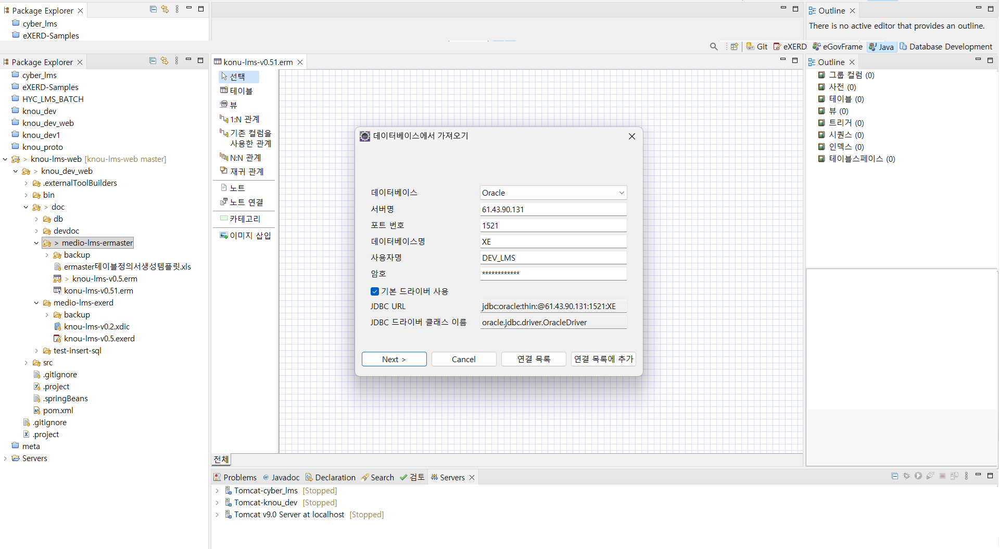 Package Explorer
cyber_lms
eXERD-Samples
Outline
There is no active editor that provides an outline.
Git
eXERD
eGovFrame
Java
Database Development
Package Explorer
cyber_lms
eXERD-Samples
HYC_LMS_BATCH
knou_dev
knou_dev_web
knou_dev1
knou_proto
> knou-lms-web [knou-lms-web master]
> knou_dev_web
.externalToolBuilders
bin
> doc
db
devdoc
> medio-lms-ermaster
backup
ermaster테이블정의서생성템플릿.xls
> knou-lms-v0.5.erm
konu-lms-v0.51.erm
medio-lms-exerd
backup
knou-lms-v0.2.xdic
knou-lms-v0.5.exerd
test-insert-sql
src
.gitignore
.project
.springBeans
pom.xml
.gitignore
.project
meta
Servers
konu-lms-v0.51.erm
선택
테이블
뷰
1:N 관계
기존 컬럼을
사용한 관계
N:N 관계
재귀 관계
노트
노트 연결
카테고리
이미지 삽입
전체
데이터베이스에서 가져오기
데이터베이스 Oracle
서버명 61.43.90.131
포트 번호 1521
데이터베이스명 XE
사용자명 DEV_LMS
암호 ************
기본 드라이버 사용
JDBC URL jdbc:oracle:thin:@61.43.90.131:1521:XE
JDBC 드라이버 클래스 이름 oracle.jdbc.driver.OracleDriver
Next >
Cancel
연결 목록
연결 목록에 추가
Outline
그룹 컬럼 (0)
사전 (0)
테이블 (0)
뷰 (0)
트리거 (0)
시퀀스 (0)
인덱스 (0)
테이블스페이스 (0)
Problems
@ Javadoc
Declaration
Search
검토
Servers
Tomcat-cyber_lms [Stopped]
Tomcat-knou_dev [Stopped]
Tomcat v9.0 Server at localhost [Stopped]